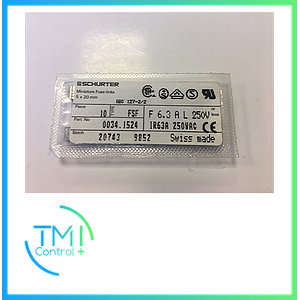 SCHURTER
Miniature Fuse-links
5 x 20 mm
IEC 127-2/2
Piece 10 FSF F 6.3 A L 250V
Part No. 0034.1524 IR63A 250VAC
Batch 20743 9852 Swiss made
TMI
Control +